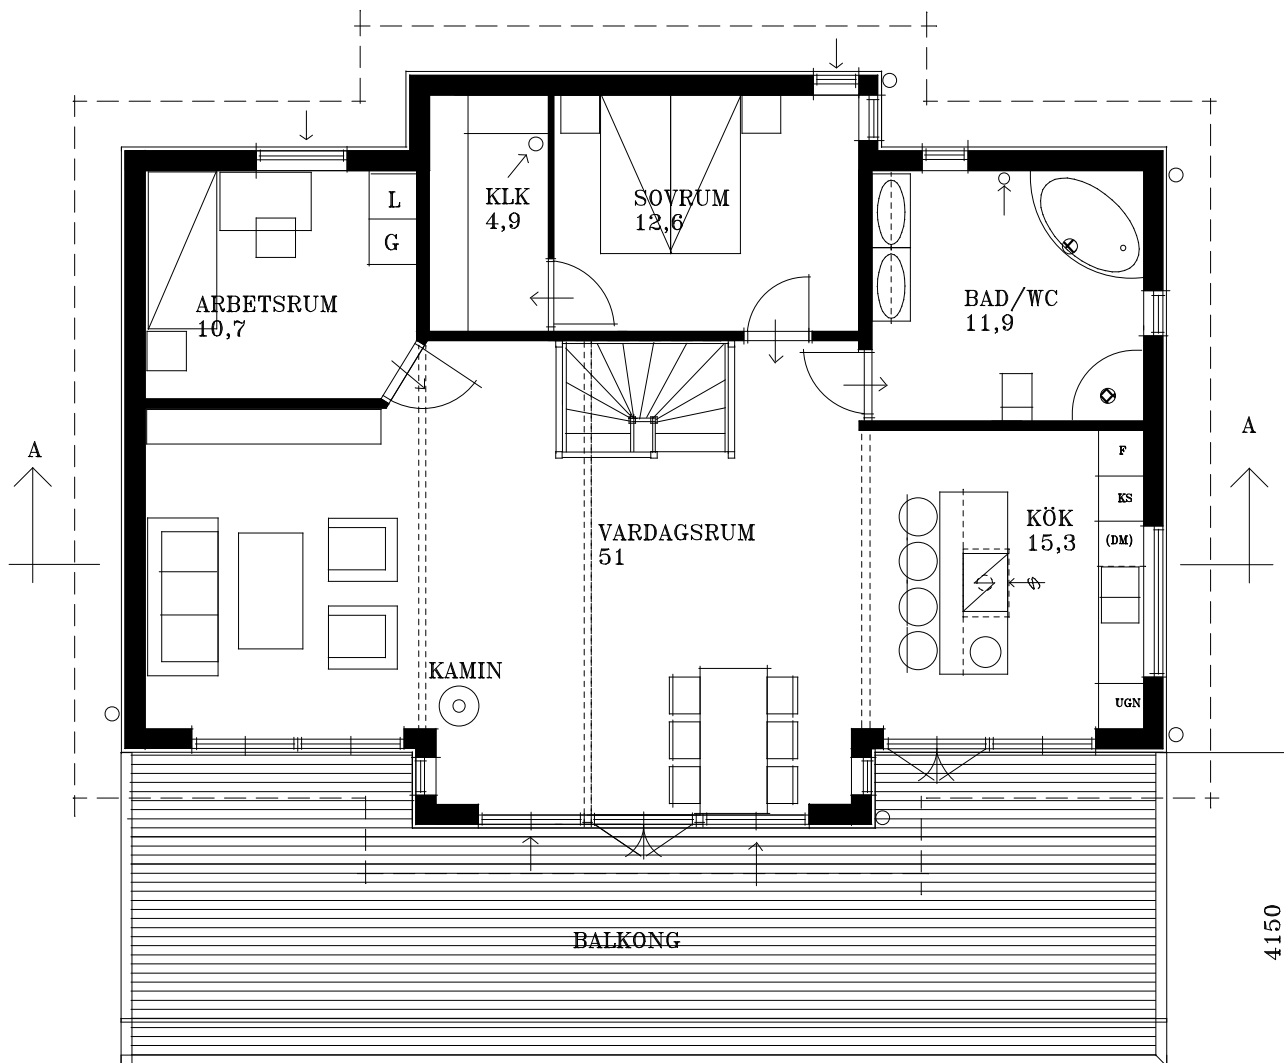 KLK
4,9
SOVRUM
12,6
L
G
ARBETSRUM
10,7
BAD/WC
11,9
A
A
F
KS
(DM)
KÖK
15,3
VARDAGSRUM
51
KAMIN
UGN
BALKONG
4150